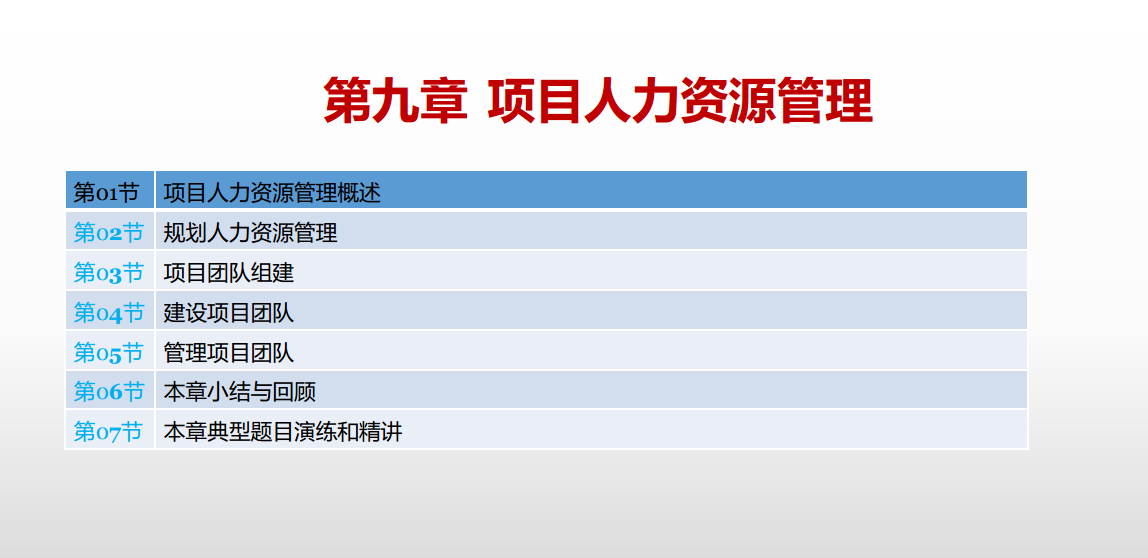 第九章 项目人力资源管理
第01节 项目人力资源管理概述
第02节 规划人力资源管理
第03节 项目团队组建
第04节 建设项目团队
第05节 管理项目团队
第06节 本章小结与回顾
第07节 本章典型题目演练和精讲